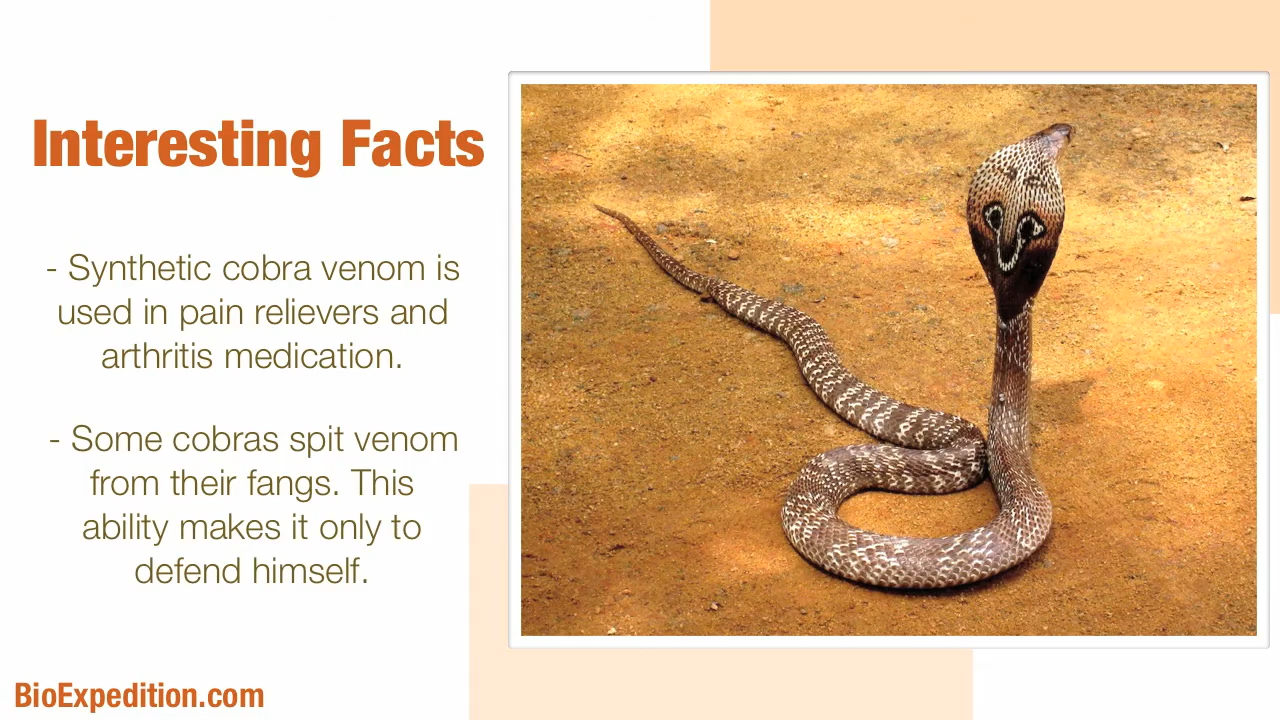 Interesting Facts
- Synthetic cobra venom is
used in pain relievers and
arthritis medication.
- Some cobras spit venom
from their fangs. This
ability makes it only to
defend himself.
BioExpedition.com